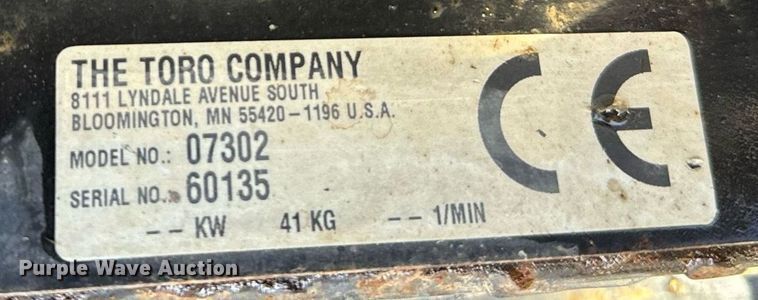 THE TORO COMPANY
8111 LYNDALE AVENUE SOUTH
BLOOMINGTON, MN 55420-1196 U.S.A.
MODEL NO.: 07302
SERIAL NO.: 60135
-- KW 41 KG -- 1/MIN
CE
Purple Wave Auction